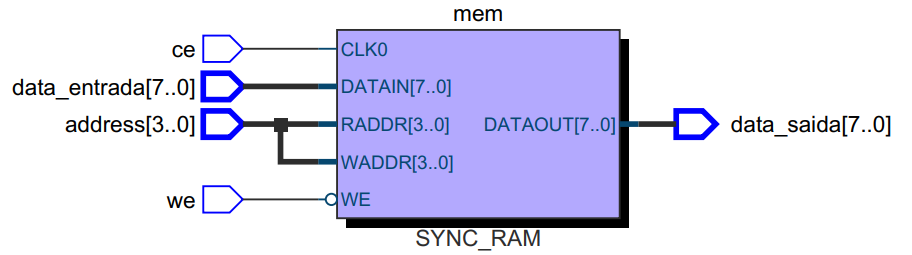 mem
ce
CLK0
data_entrada[7..0]
DATAIN[7..0]
address[3..0]
RADDR[3..0]
DATAOUT[7..0]
data_saida[7..0]
WADDR[3..0]
we
WE
SYNC_RAM